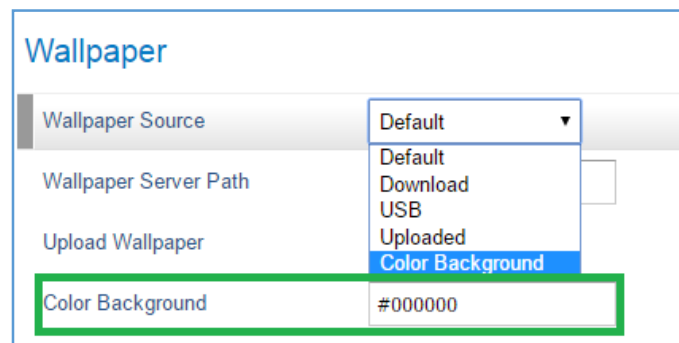 Wallpaper
Wallpaper Source Default
Default
Wallpaper Server Path Download
USB
Upload Wallpaper Uploaded
Color Background
Color Background #000000